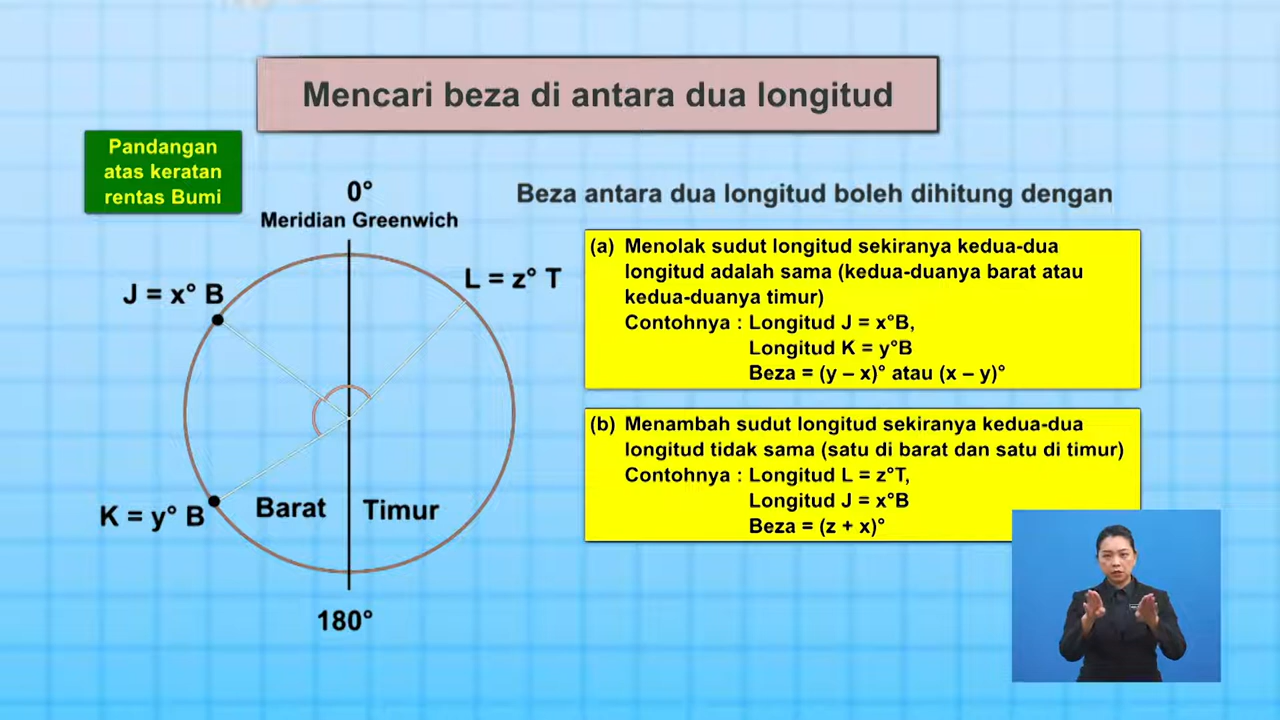 Mencari beza di antara dua longitud
Pandangan
atas keratan
rentas Bumi
0°
Meridian Greenwich
J = x° B
L = z° T
K = y° B
Barat
Timur
180°
Beza antara dua longitud boleh dihitung dengan
(a) Menolak sudut longitud sekiranya kedua-dua
longitud adalah sama (kedua-duanya barat atau
kedua-duanya timur)
Contohnya : Longitud J = x°B,
Longitud K = y°B
Beza = (y – x)° atau (x – y)°
(b) Menambah sudut longitud sekiranya kedua-dua
longitud tidak sama (satu di barat dan satu di timur)
Contohnya : Longitud L = z°T,
Longitud J = x°B
Beza = (z + x)°